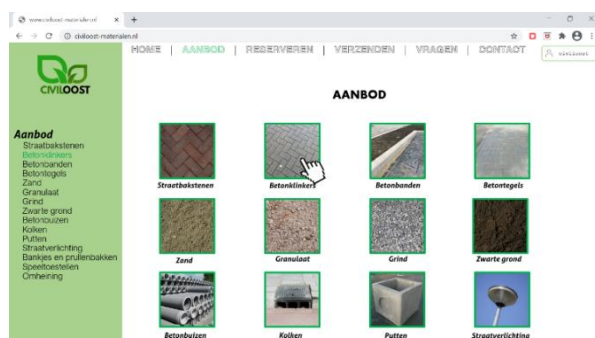 www.civiloost-materialen.nl
civiloost-materialen.nl
HOME | AANBOD | RESERVEREN | VERZENDEN | VRAGEN | CONTACT
CIVILOOST
AANBOD
Aanbod
Straatbakstenen
Betonklinkers
Betonbanden
Betontegels
Zand
Granulaat
Grind
Zwarte grond
Betonbuizen
Kolken
Putten
Straatverlichting
Bankjes en prullenbakken
Speeltoestellen
Omheining
Straatbakstenen Betonklinkers Betonbanden Betontegels
Zand Granulaat Grind Zwarte grond
Betonbuizen Kolken Putten Straatverlichting